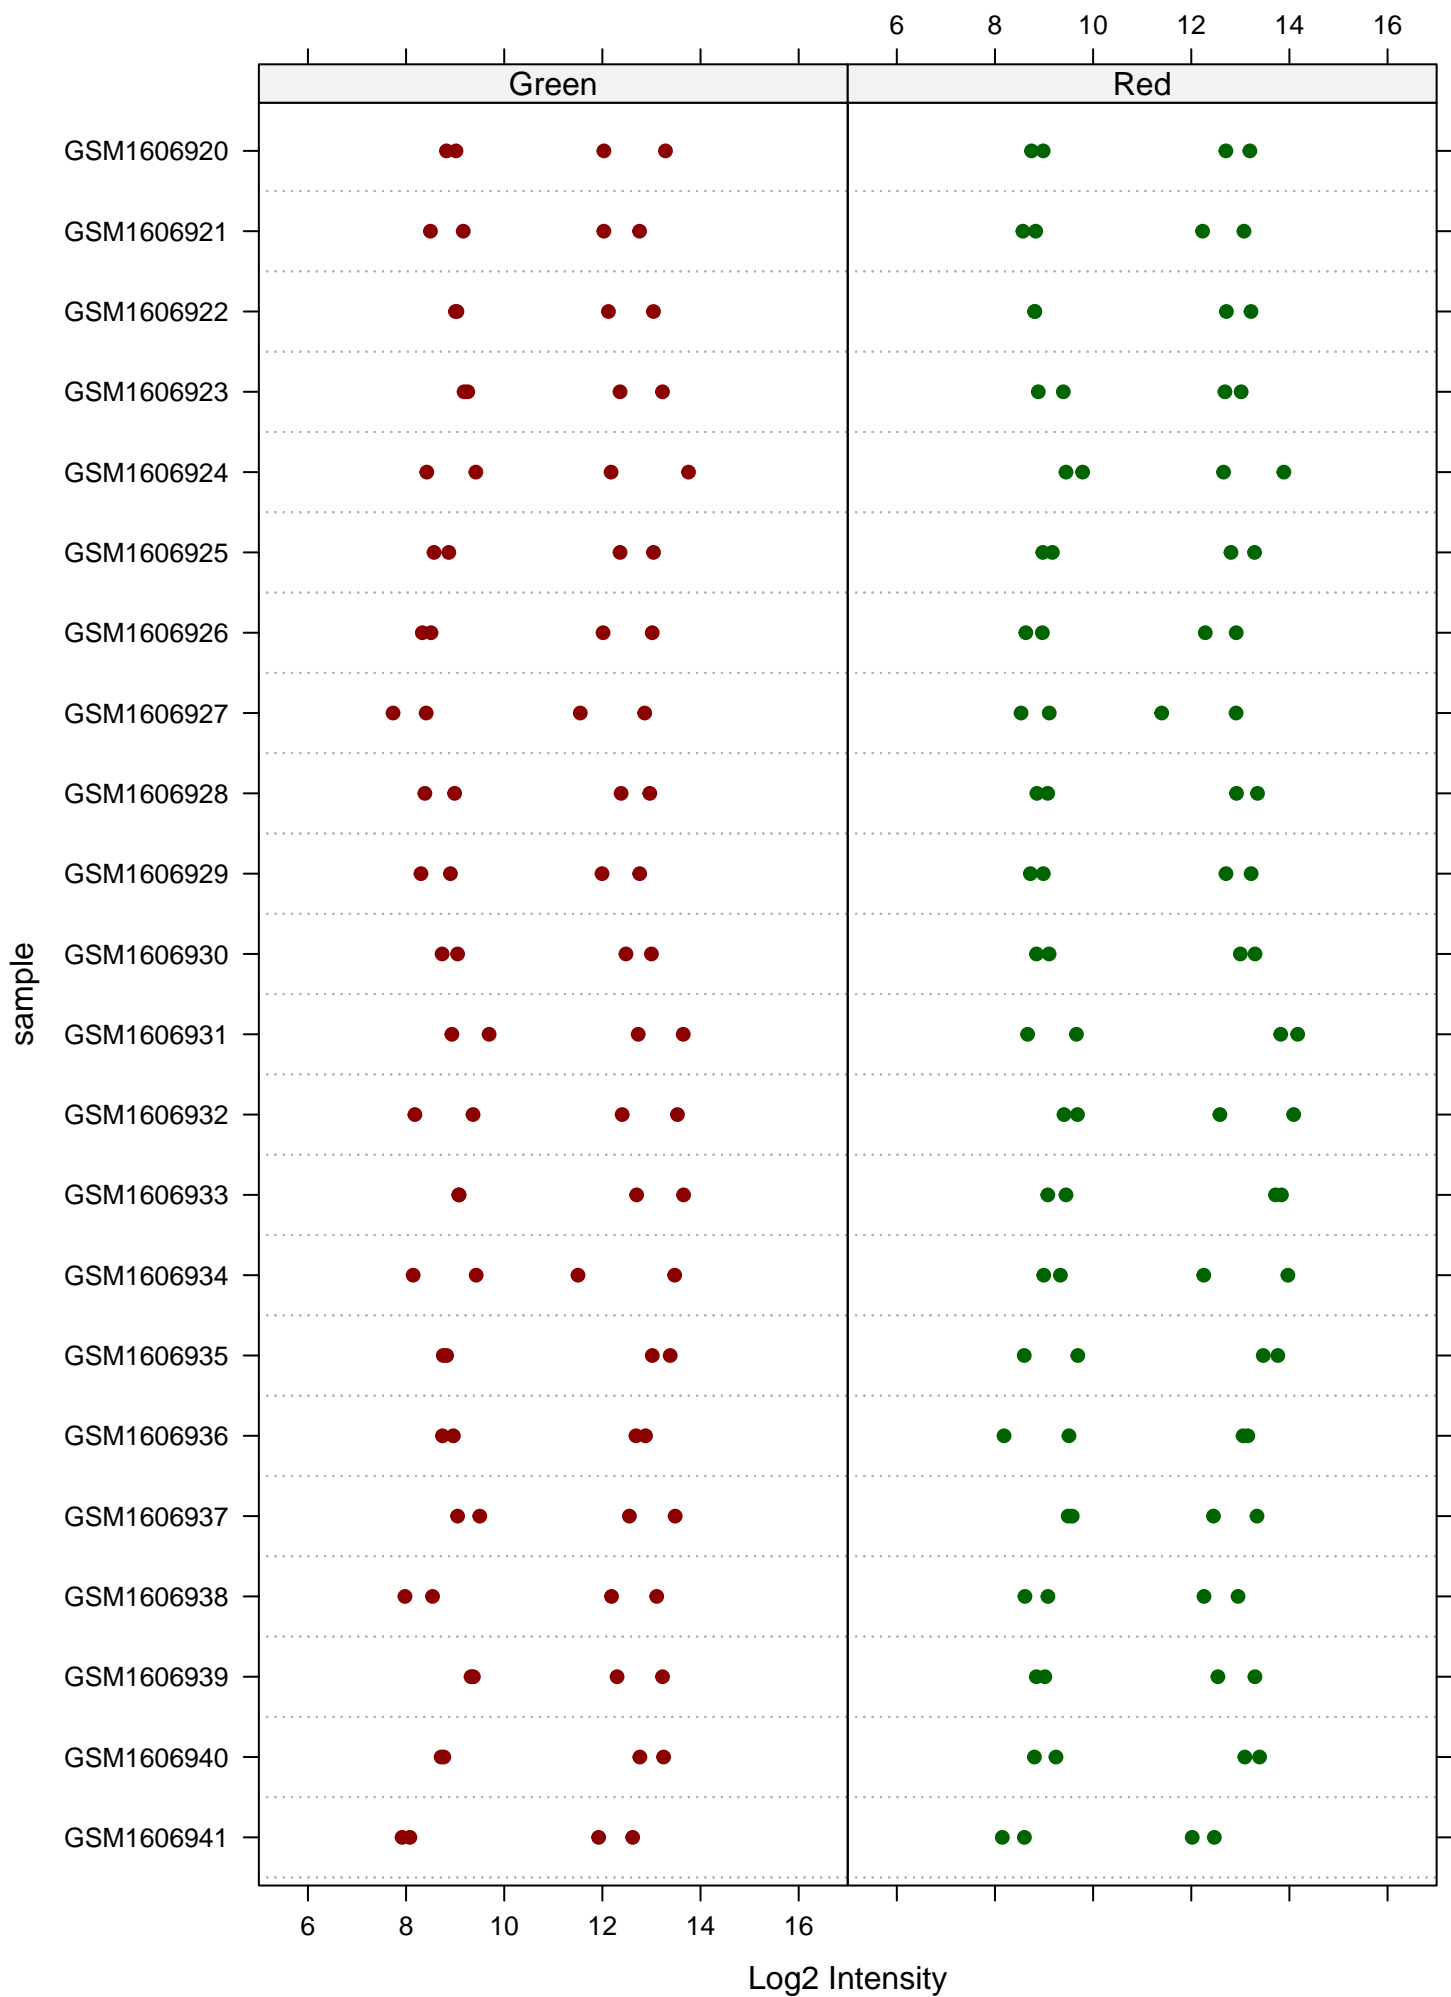 6 8 10 12 14 16
Green Red
GSM1606920
GSM1606921
GSM1606922
GSM1606923
GSM1606924
GSM1606925
GSM1606926
GSM1606927
GSM1606928
GSM1606929
GSM1606930
GSM1606931
GSM1606932
GSM1606933
GSM1606934
GSM1606935
GSM1606936
GSM1606937
GSM1606938
GSM1606939
GSM1606940
GSM1606941
sample
6 8 10 12 14 16
Log2 Intensity